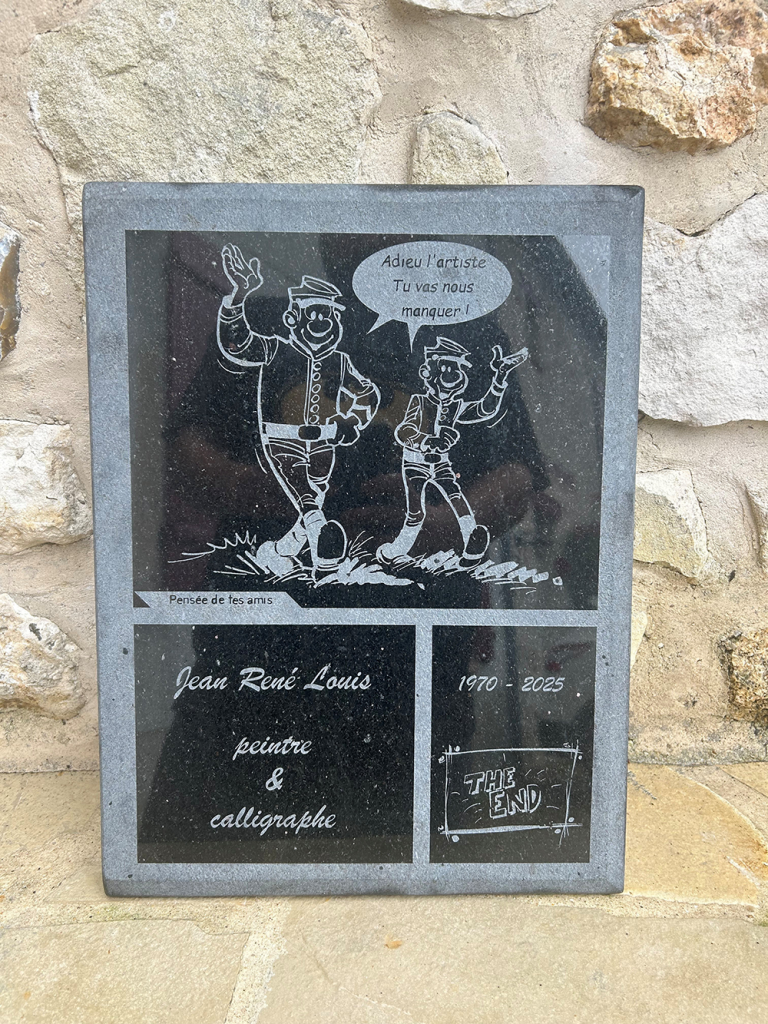 Adieu l'artiste
Tu vas nous
manquer !
Pensée de tes amis
Jean René Louis
peintre
&
calligraphe
1970 - 2025
THE
END